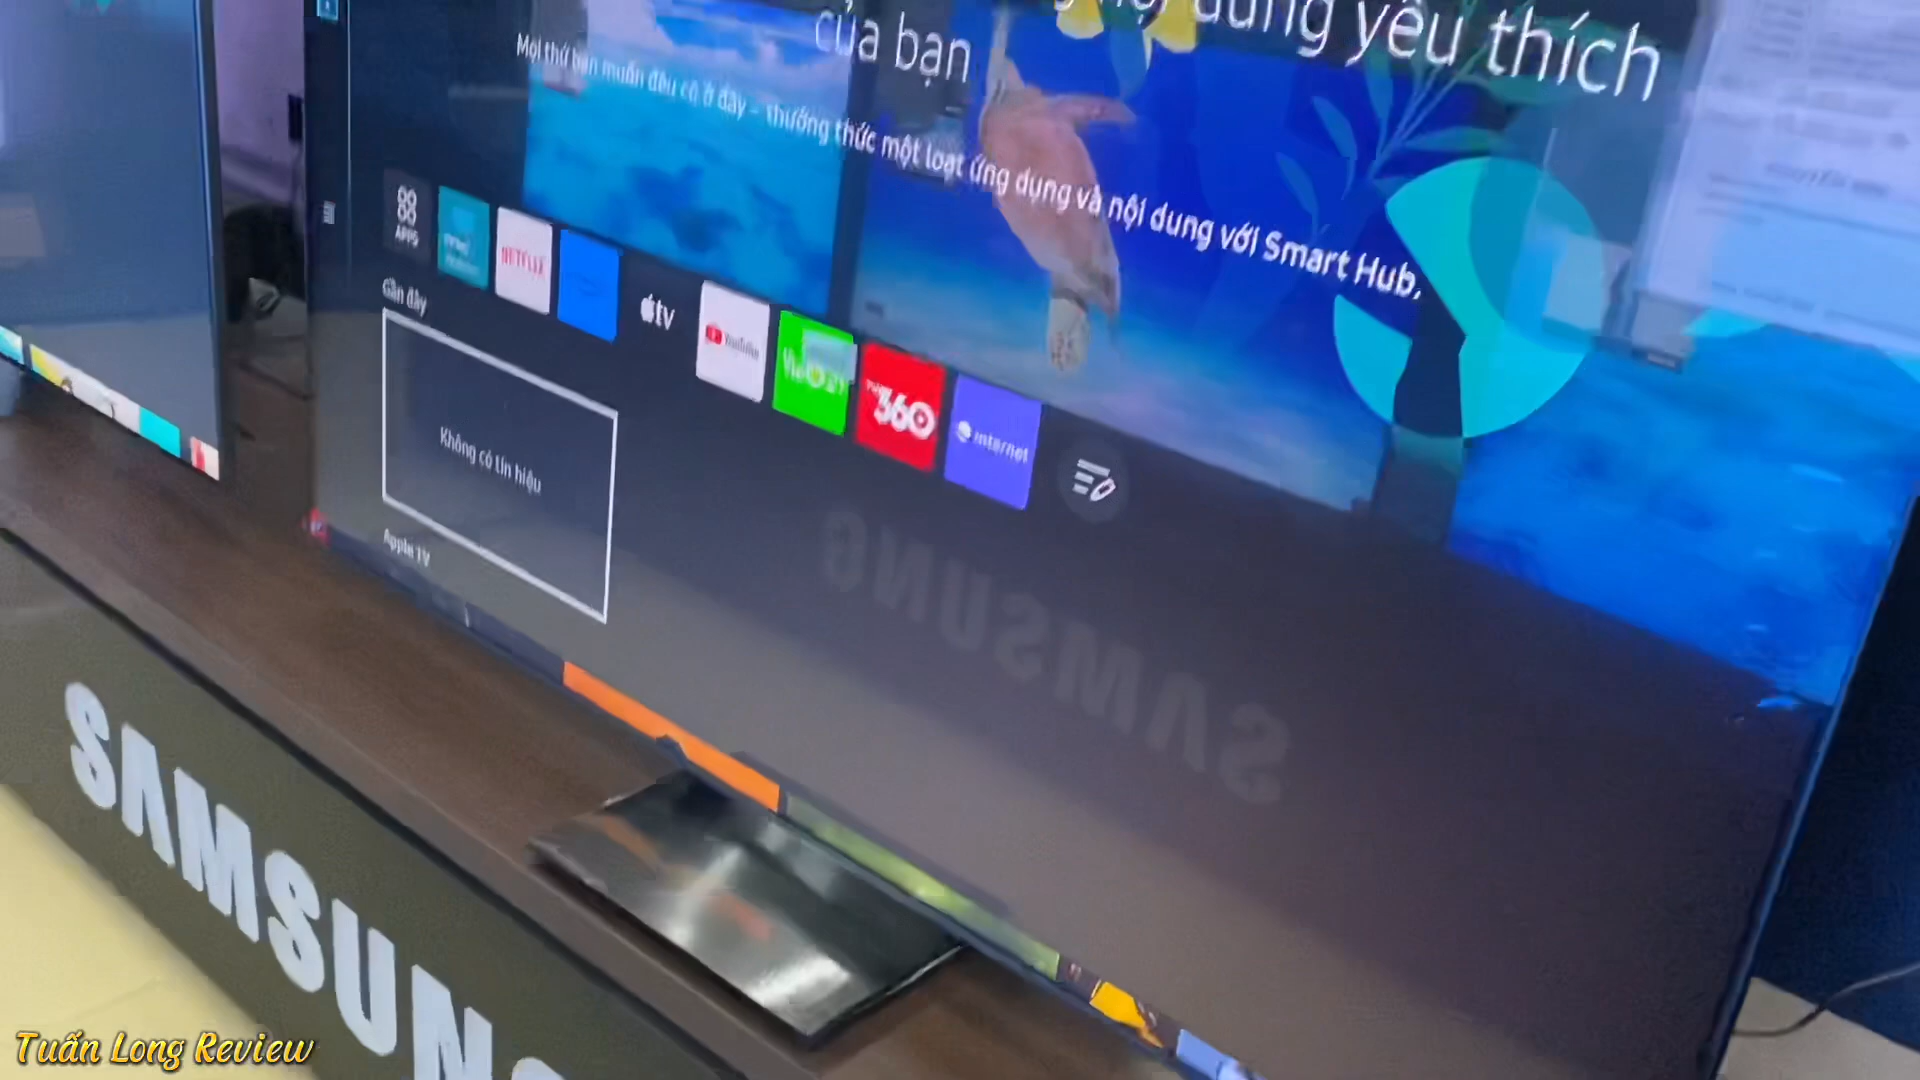 dung yêu thích
của bạn
Mọi thứ bạn muốn đều có ở đây - thưởng thức một loạt ứng dụng và nội dung với Smart Hub.
APPS
NETFLIX
tv
YouTube
360
internet
Gần đây
Không có tín hiệu
Apple TV
SAMSUNG
SAMSUNG
Tuấn Long Review